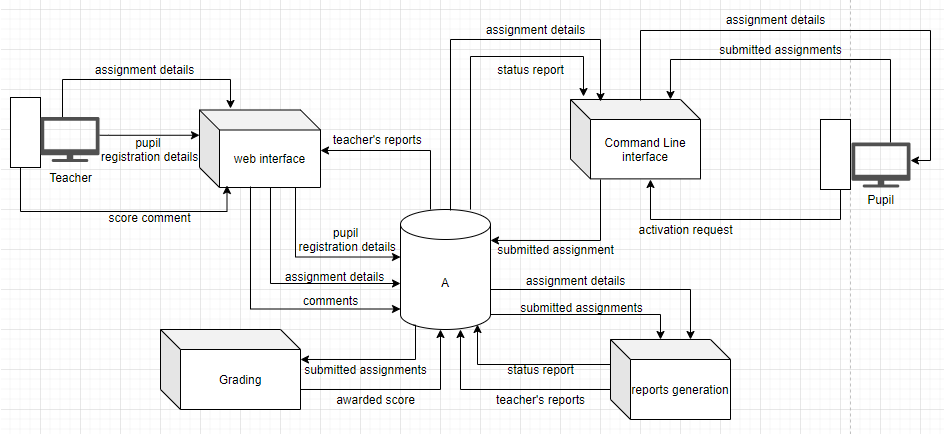 assignment details
assignment details
submitted assignments
status report
assignment details
pupil
registration details
web interface
teacher's reports
Command Line
interface
Teacher
Pupil
score comment
activation request
pupil
registration details
submitted assignment
assignment details
A
assignment details
comments
submitted assignments
Grading
submitted assignments
status report
reports generation
awarded score
teacher's reports